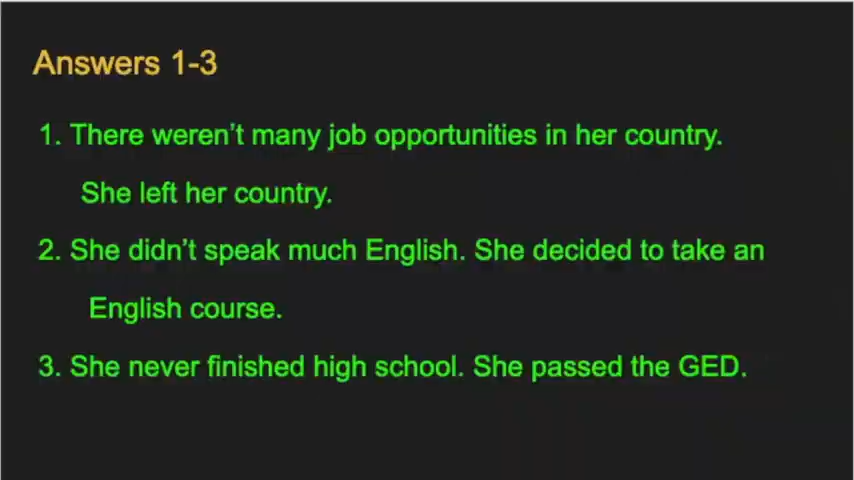 Answers 1-3
1. There weren't many job opportunities in her country.
She left her country.
2. She didn't speak much English. She decided to take an
English course.
3. She never finished high school. She passed the GED.